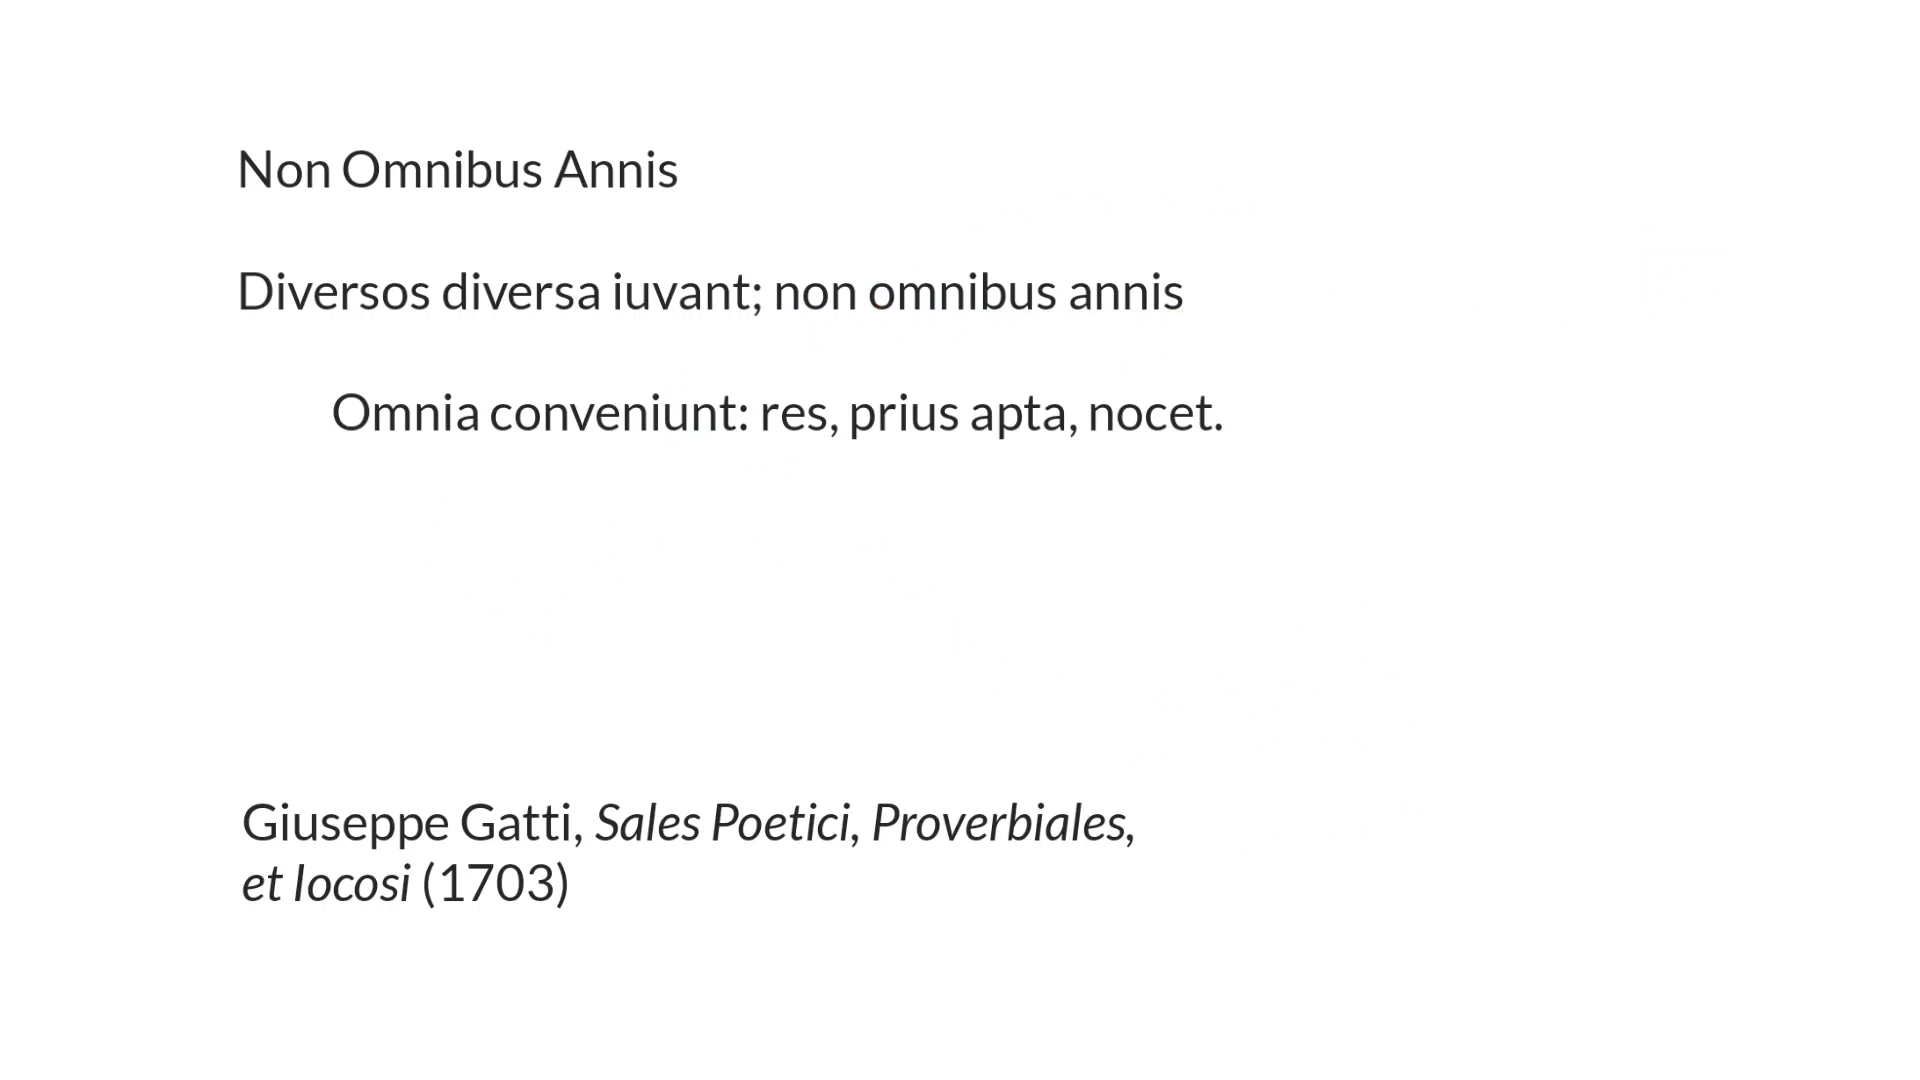 Non Omnibus Annis
Diversos diversa iuvant; non omnibus annis
Omnia conveniunt: res, prius apta, nocet.
Giuseppe Gatti, Sales Poetici, Proverbiales,
et Iocosi (1703)